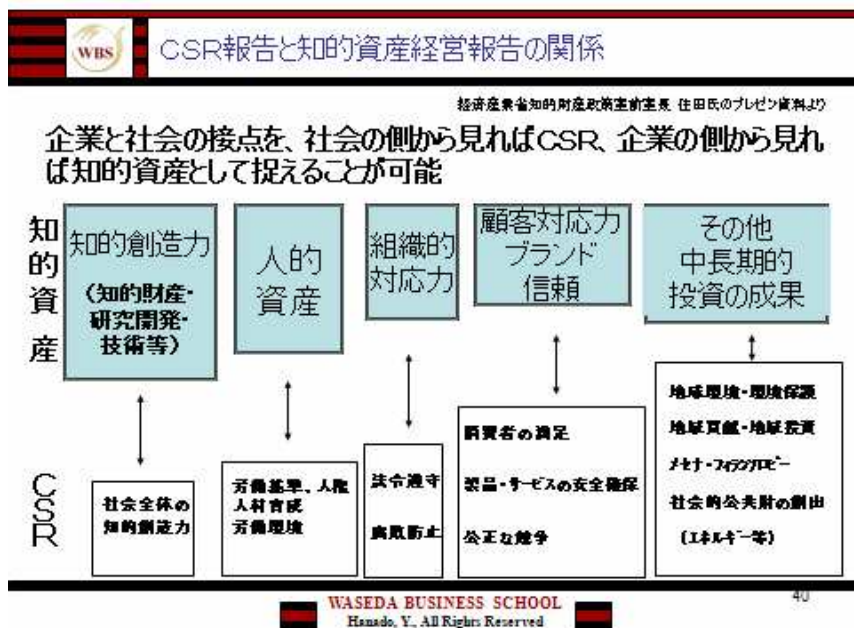 WBS
CSR報告と知的資産経営報告の関係
経済産業省知的財産政策室前室長 住田氏のプレゼン資料より
企業と社会の接点を、社会の側から見ればCSR、企業の側から見れ
ば知的資産として捉えることが可能
知的資産
知的創造力
(知的財産・
研究開発・
技術等)
人的
資産
組織的
対応力
顧客対応力
ブランド
信頼
その他
中長期的
投資の成果
CSR
社会全体の
知的創造力
労働基準、人権
人材育成
労働環境
法令遵守
腐敗防止
消費者の満足
製品・サービスの安全確保
公正な競争
地球環境・環境保護
地域貢献・地域投資
メセナ・フィランソロピー
社会的公共財の創出
(エネルギー等)
40
WASEDA BUSINESS SCHOOL
Hanado, Y., All Rights Reserved